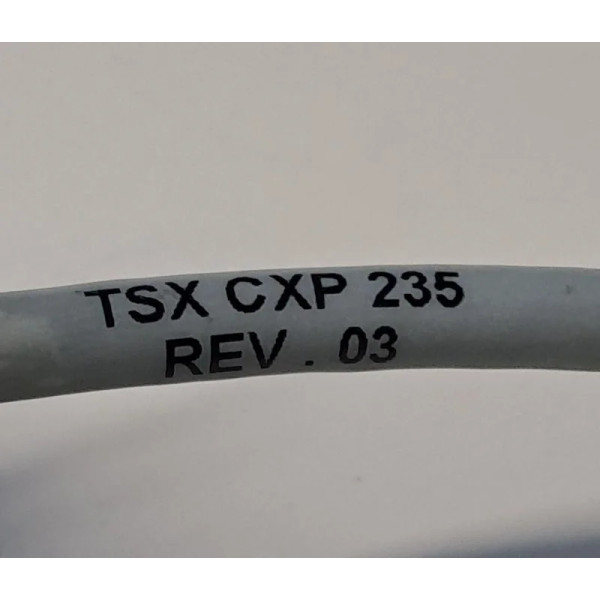 TSX CXP 235
REV . 03